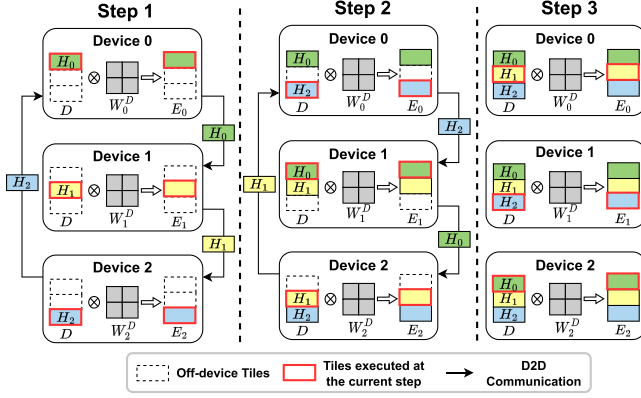 Step 1
Device 0
H₀
⊗
D
W₀ᴰ
E₀
H₀
Device 1
H₁
⊗
D
W₁ᴰ
E₁
H₂
H₁
Device 2
H₂
⊗
D
W₂ᴰ
E₂
Step 2
Device 0
H₀
H₂
⊗
D
W₀ᴰ
E₀
H₂
Device 1
H₀
H₁
⊗
D
W₁ᴰ
E₁
H₁
H₀
Device 2
H₁
H₂
⊗
D
W₂ᴰ
E₂
Step 3
Device 0
H₀
H₁
H₂
⊗
D
W₀ᴰ
E₀
Device 1
H₀
H₁
H₂
⊗
D
W₁ᴰ
E₁
Device 2
H₀
H₁
H₂
⊗
D
W₂ᴰ
E₂
Off-device Tiles
Tiles executed at
the current step
D2D
Communication